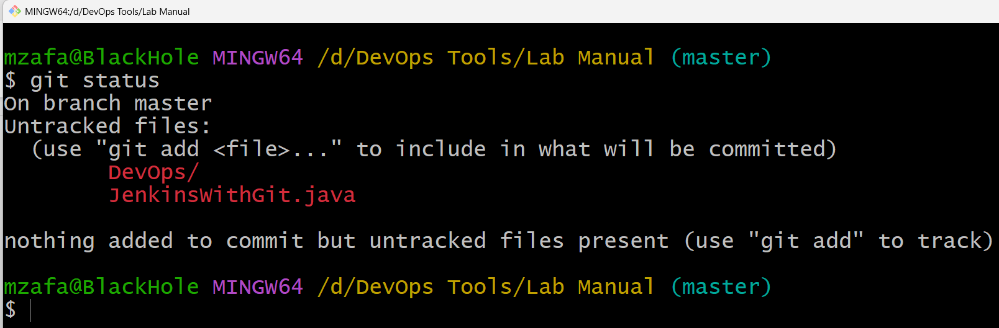 MINGW64:/d/DevOps Tools/Lab Manual
mzafa@BlackHole MINGW64 /d/DevOps Tools/Lab Manual (master)
$ git status
On branch master
Untracked files:
  (use "git add <file>..." to include in what will be committed)
        DevOps/
        JenkinsWithGit.java
nothing added to commit but untracked files present (use "git add" to track)
mzafa@BlackHole MINGW64 /d/DevOps Tools/Lab Manual (master)
$